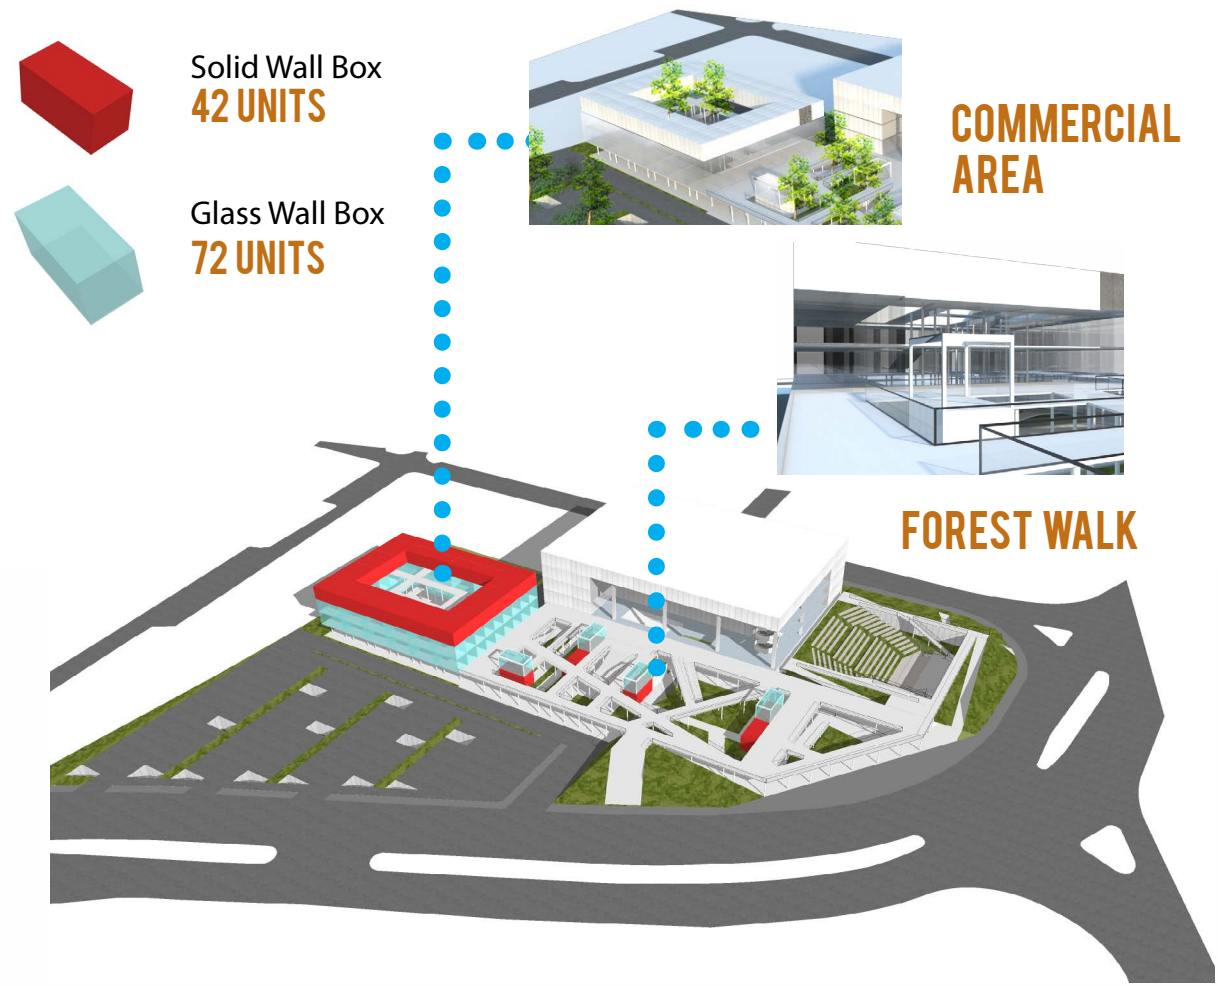 Solid Wall Box
42 UNITS
Glass Wall Box
72 UNITS
COMMERCIAL
AREA
FOREST WALK